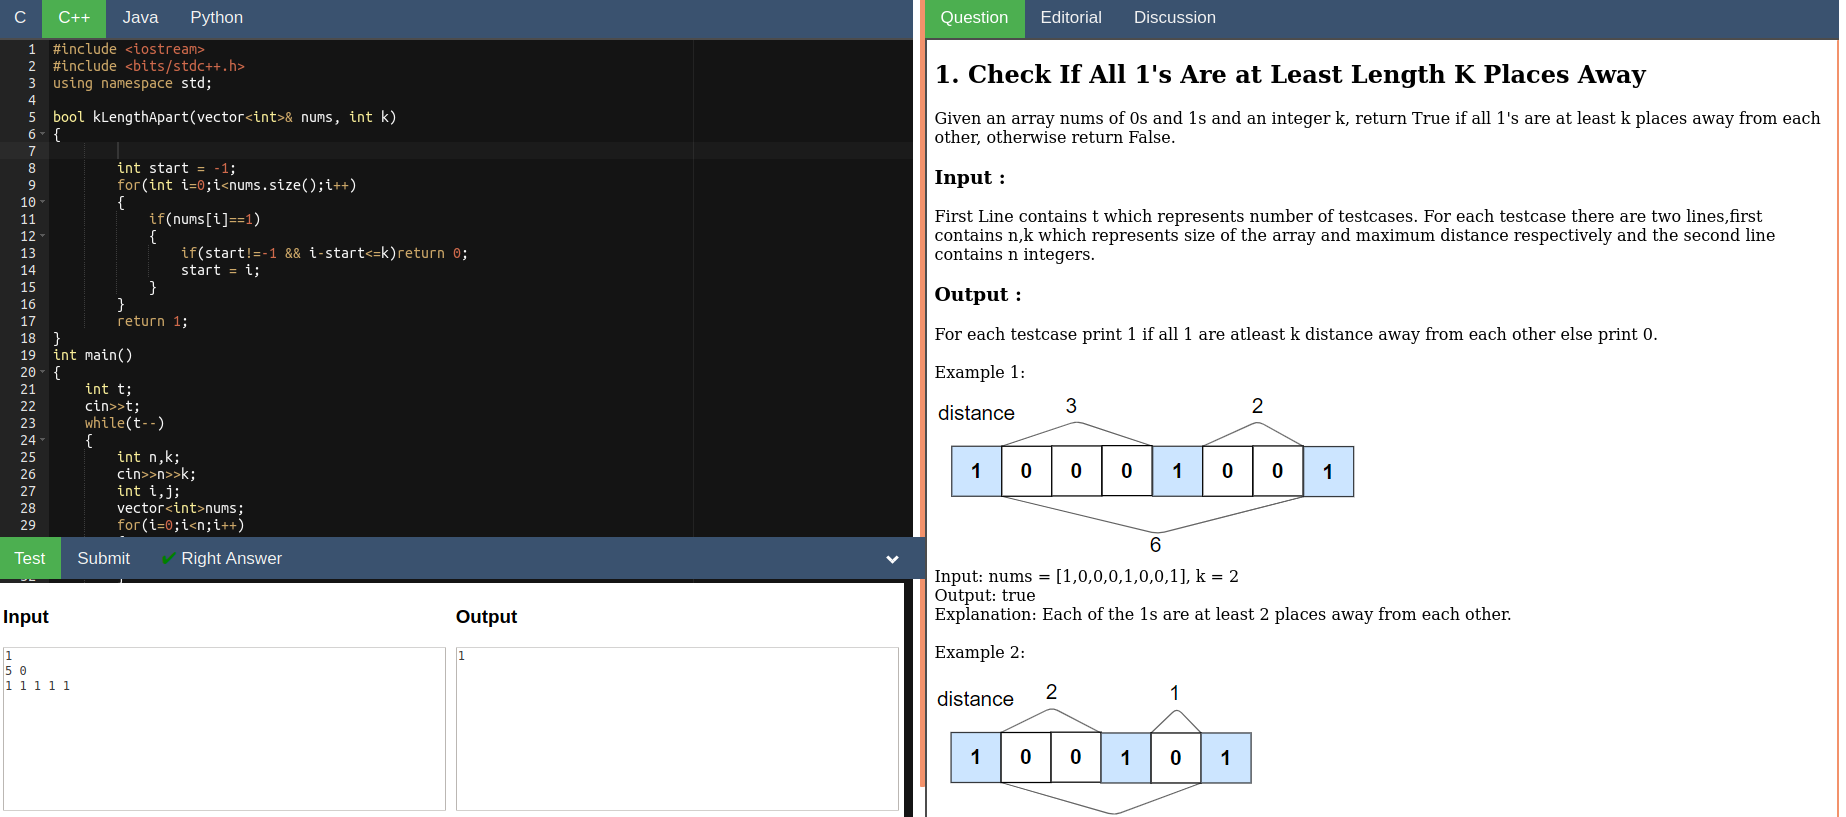 C C++ Java Python
1 #include <iostream>
2 #include <bits/stdc++.h>
3 using namespace std;
4
5 bool kLengthApart(vector<int>& nums, int k)
6 {
7
8 int start = -1;
9 for(int i=0;i<nums.size();i++)
10 {
11 if(nums[i]==1)
12 {
13 if(start!=-1 && i-start<=k)return 0;
14 start = i;
15 }
16 }
17 return 1;
18 }
19 int main()
20 {
21 int t;
22 cin>>t;
23 while(t--)
24 {
25 int n,k;
26 cin>>n>>k;
27 int i,j;
28 vector<int>nums;
29 for(i=0;i<n;i++)
Test Submit ✔ Right Answer
Input Output
1
5 0
1 1 1 1 1
1
Question Editorial Discussion
1. Check If All 1's Are at Least Length K Places Away
Given an array nums of 0s and 1s and an integer k, return True if all 1's are at least k places away from each
other, otherwise return False.
Input :
First Line contains t which represents number of testcases. For each testcase there are two lines,first
contains n,k which represents size of the array and maximum distance respectively and the second line
contains n integers.
Output :
For each testcase print 1 if all 1 are atleast k distance away from each other else print 0.
Example 1:
distance 3 2
1 0 0 0 1 0 0 1
6
Input: nums = [1,0,0,0,1,0,0,1], k = 2
Output: true
Explanation: Each of the 1s are at least 2 places away from each other.
Example 2:
distance 2 1
1 0 0 1 0 1